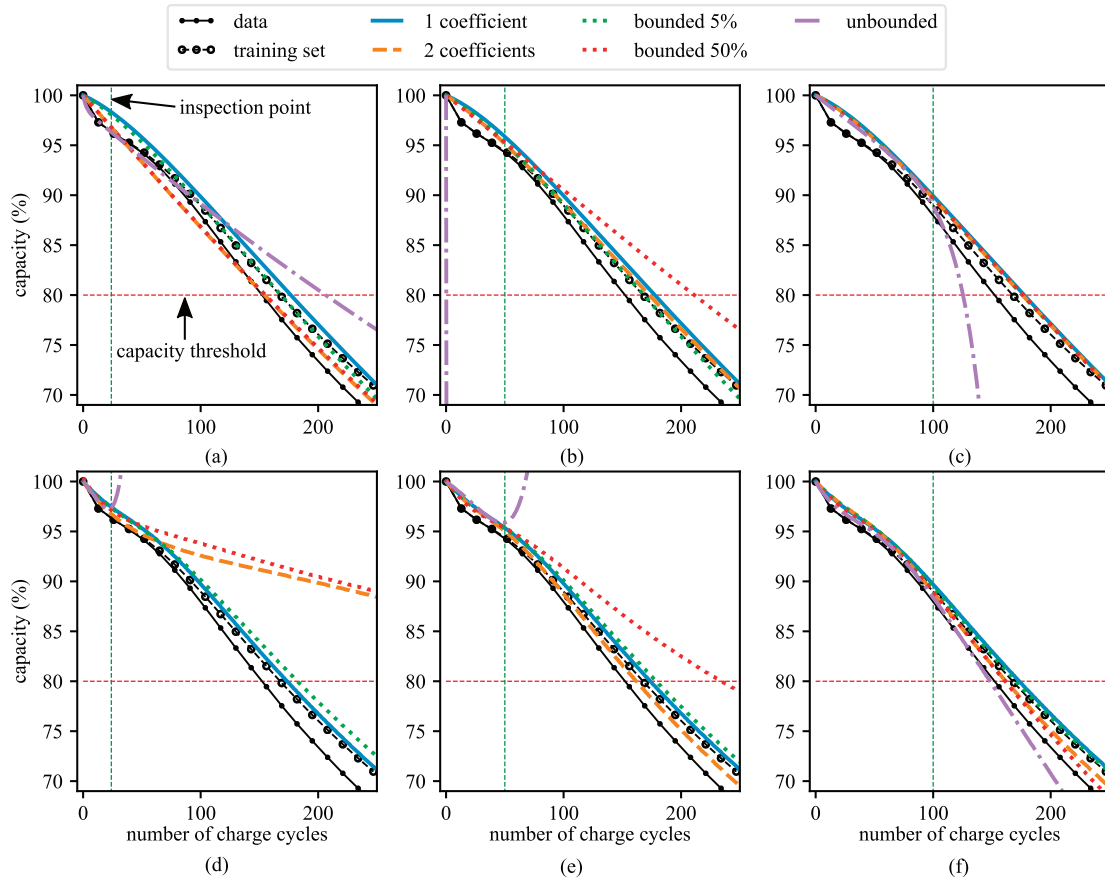 data 1 coefficient bounded 5% unbounded
training set 2 coefficients bounded 50%
100 100 100
inspection point
95 95 95
90 90 90
capacity (%)
85 85 85
80 80 80
capacity threshold
75 75 75
70 70 70
0 100 200 0 100 200 0 100 200
(a) (b) (c)
100 100 100
95 95 95
90 90 90
capacity (%)
85 85 85
80 80 80
75 75 75
70 70 70
0 100 200 0 100 200 0 100 200
number of charge cycles number of charge cycles number of charge cycles
(d) (e) (f)